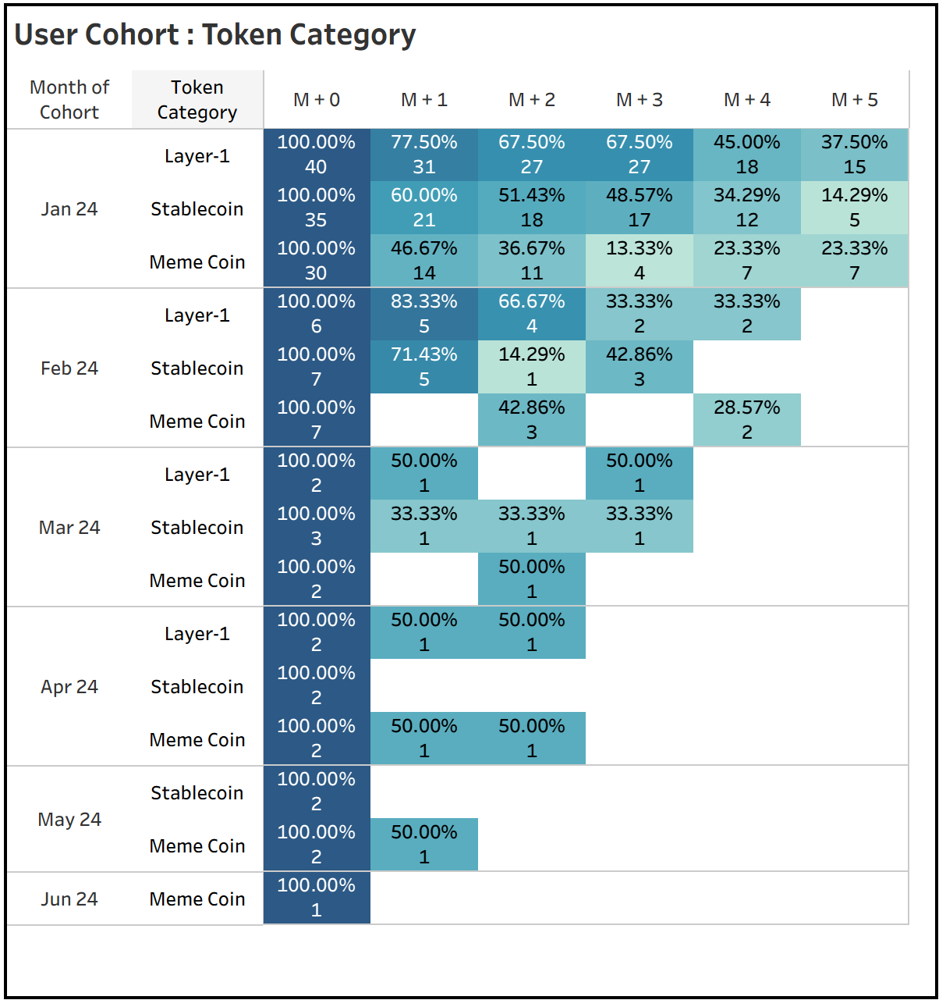 User Cohort : Token Category
Month of
Cohort
Token
Category
M + 0
M + 1
M + 2
M + 3
M + 4
M + 5
Jan 24
Layer-1
100.00% 77.50% 67.50% 67.50% 45.00% 37.50%
40 31 27 27 18 15
Stablecoin
100.00% 60.00% 51.43% 48.57% 34.29% 14.29%
35 21 18 17 12 5
Meme Coin
100.00% 46.67% 36.67% 13.33% 23.33% 23.33%
30 14 11 4 7 7
Feb 24
Layer-1
100.00% 83.33% 66.67% 33.33% 33.33%
6 5 4 2 2
Stablecoin
100.00% 71.43% 14.29% 42.86%
7 5 1 3
Meme Coin
100.00% 42.86% 28.57%
7 3 2
Mar 24
Layer-1
100.00% 50.00% 50.00%
2 1 1
Stablecoin
100.00% 33.33% 33.33% 33.33%
3 1 1 1
Meme Coin
100.00% 50.00%
2 1
Apr 24
Layer-1
100.00% 50.00% 50.00%
2 1 1
Stablecoin
100.00%
2
Meme Coin
100.00% 50.00% 50.00%
2 1 1
May 24
Stablecoin
100.00%
2
Meme Coin
100.00% 50.00%
2 1
Jun 24
Meme Coin
100.00%
1